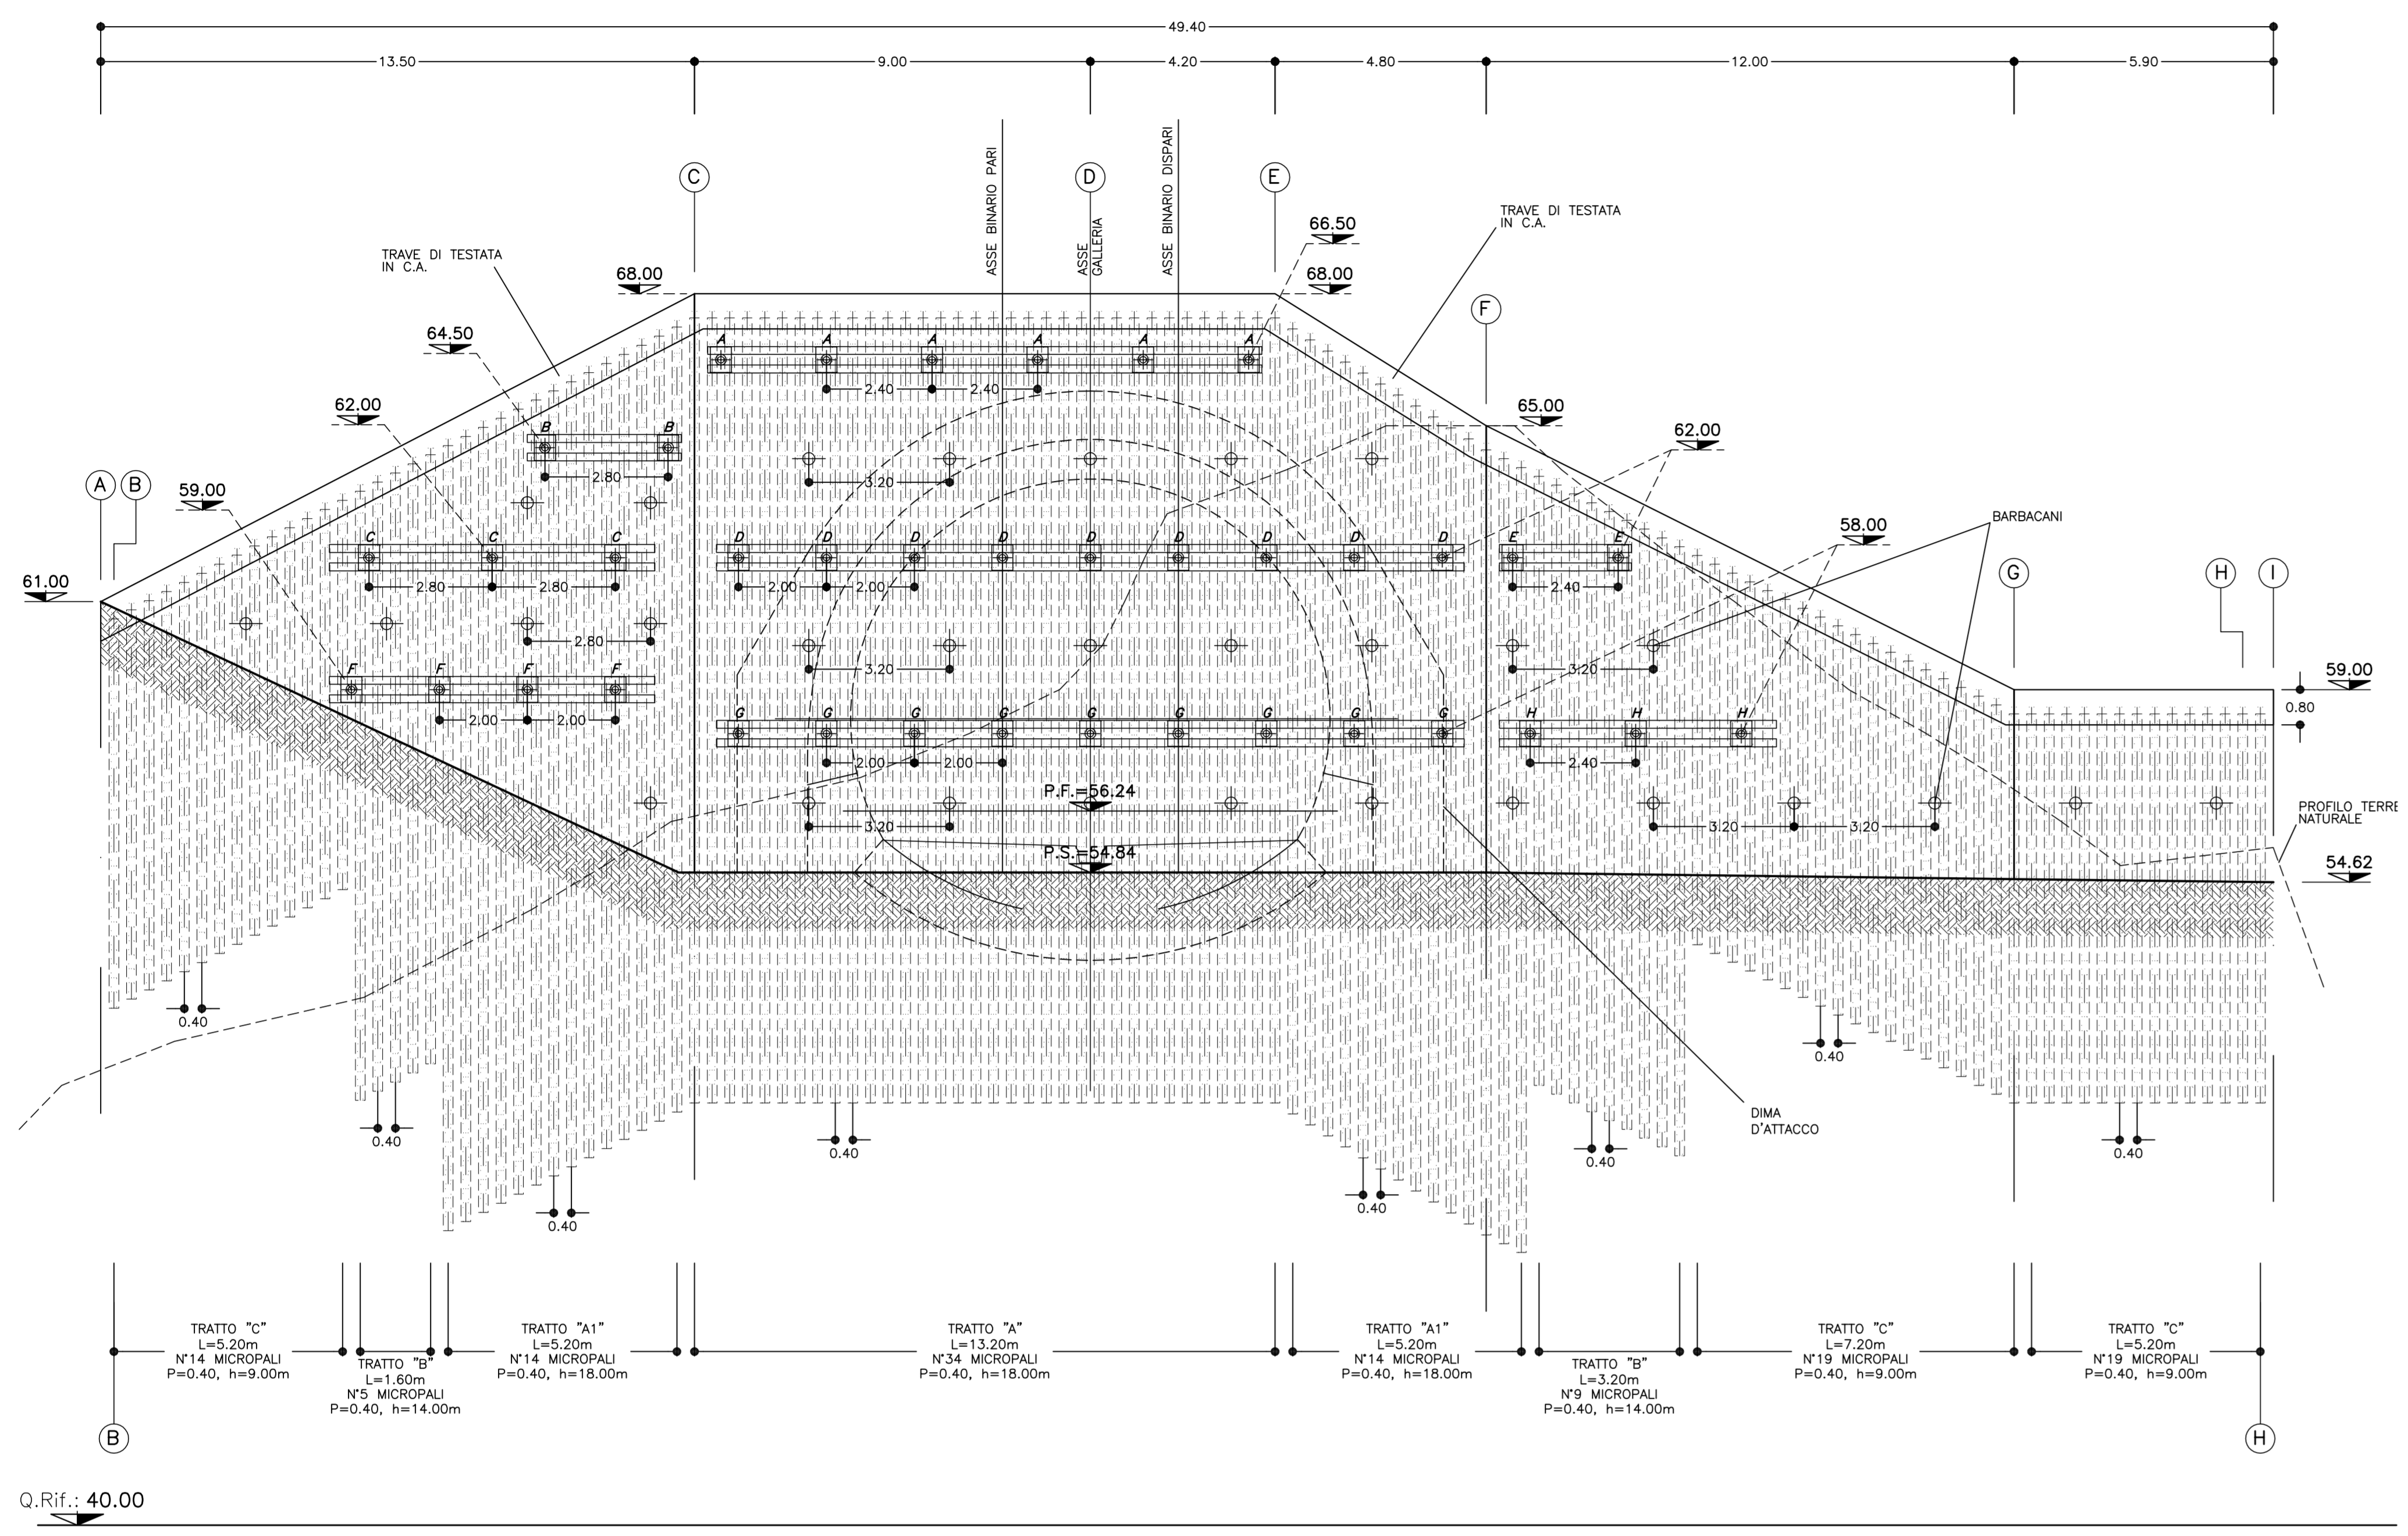 49.40
13.50
9.00
4.20
4.80
12.00
5.90
C
ASSE BINARIO PARI
D
ASSE
GALLERIA
ASSE BINARIO DISPARI
E
TRAVE DI TESTATA
IN C.A.
66.50
TRAVE DI TESTATA
IN C.A.
68.00
68.00
F
64.50
A A A A A A
2.40 2.40
62.00
65.00
B B
2.80
62.00
A
B
59.00
3.20
BARBACANI
58.00
C C C
D D D D D D D D D
E E
2.80 2.80
2.00 2.00
2.40
61.00
G
H
I
2.80
3.20
3.20
F F F F
59.00
0.80
2.00 2.00
G G G G G G G G G
H H H
2.00 2.00
2.40
P.F.=56.24
3.20
3.20 3.20
PROFILO TERRE
NATURALE
P.S.=54.84
54.62
0.40
0.40
0.40
0.40
0.40
0.40
0.40
0.40
DIMA
D'ATTACCO
TRATTO "C"
L=5.20m
N°14 MICROPALI
P=0.40, h=9.00m
TRATTO "B"
L=1.60m
N°5 MICROPALI
P=0.40, h=14.00m
TRATTO "A1"
L=5.20m
N°14 MICROPALI
P=0.40, h=18.00m
TRATTO "A"
L=13.20m
N°34 MICROPALI
P=0.40, h=18.00m
TRATTO "A1"
L=5.20m
N°14 MICROPALI
P=0.40, h=18.00m
TRATTO "B"
L=3.20m
N°9 MICROPALI
P=0.40, h=14.00m
TRATTO "C"
L=7.20m
N°19 MICROPALI
P=0.40, h=9.00m
TRATTO "C"
L=5.20m
N°19 MICROPALI
P=0.40, h=9.00m
B
H
Q.Rif.: 40.00